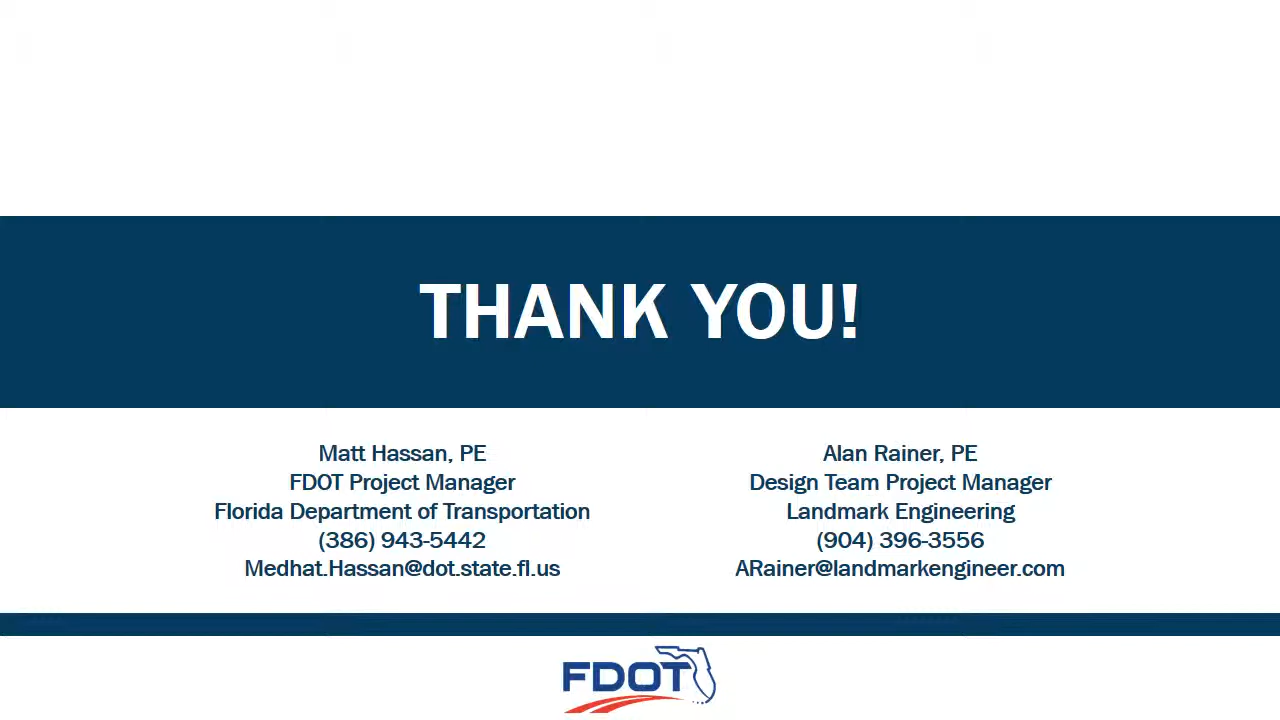 THANK YOU!
Matt Hassan, PE
FDOT Project Manager
Florida Department of Transportation
(386) 943-5442
Medhat.Hassan@dot.state.fl.us
Alan Rainer, PE
Design Team Project Manager
Landmark Engineering
(904) 396-3556
ARainer@landmarkengineer.com
FDOT